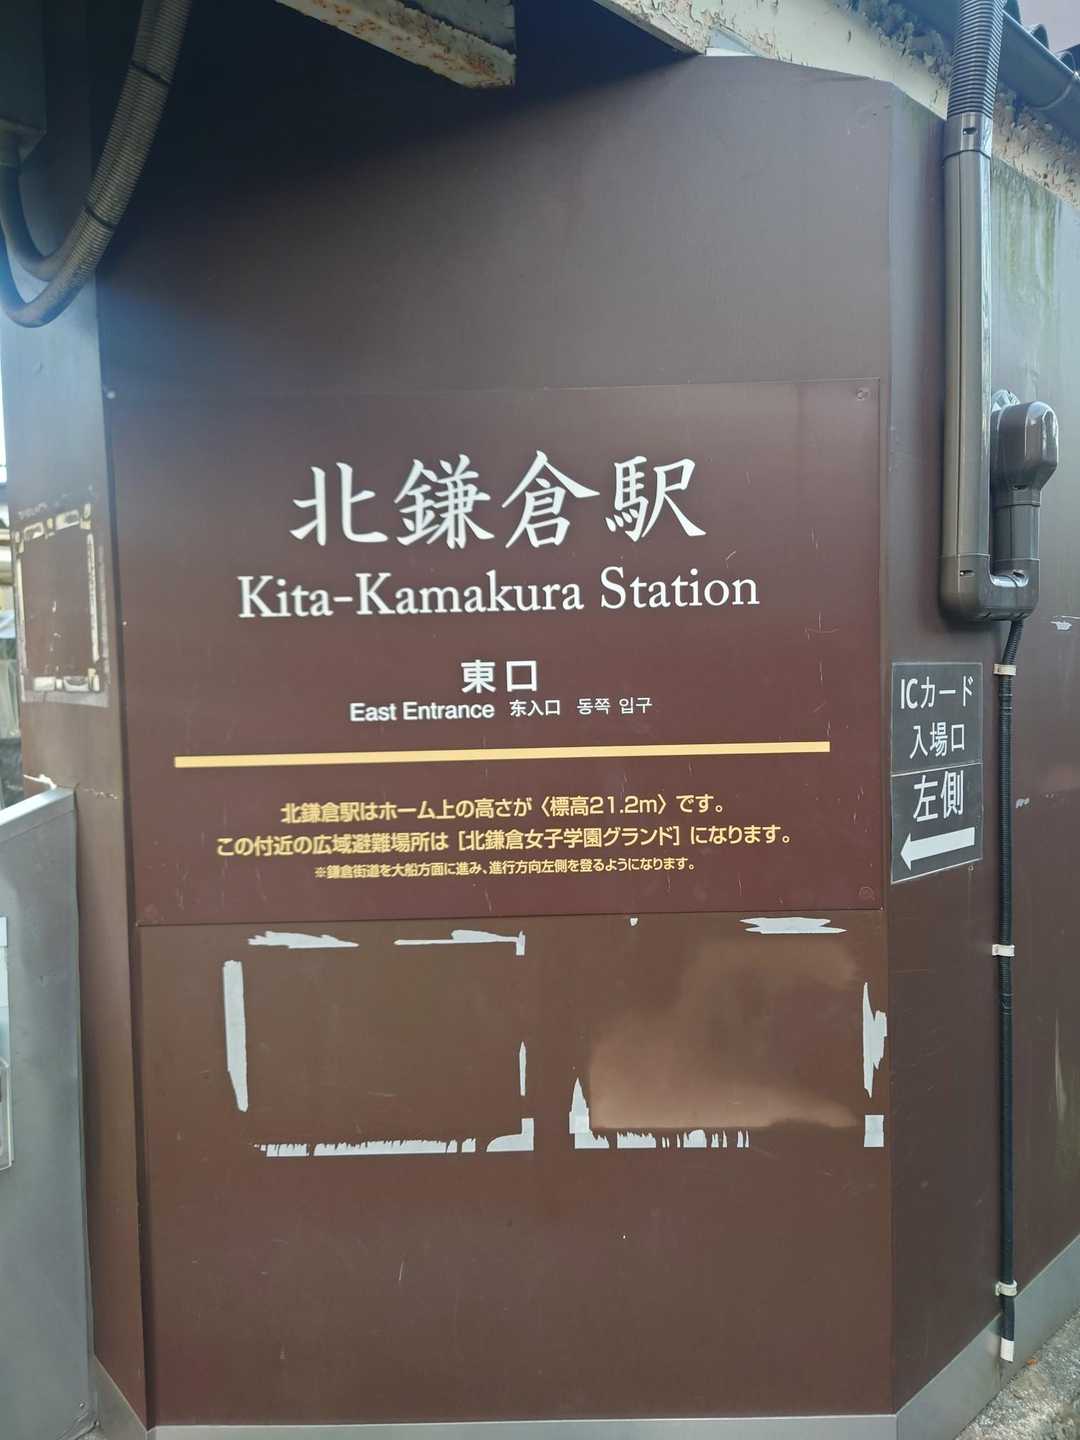 北鎌倉駅
Kita-Kamakura Station
東口
East Entrance 东入口 동쪽 입구
北鎌倉駅はホーム上の高さが〈標高21.2m〉です。
この付近の広域避難場所は[北鎌倉女子学園グランド]になります。
※鎌倉街道を大船方面に進み、進行方向左側を登るようになります。
ICカード
入場口
左側
←